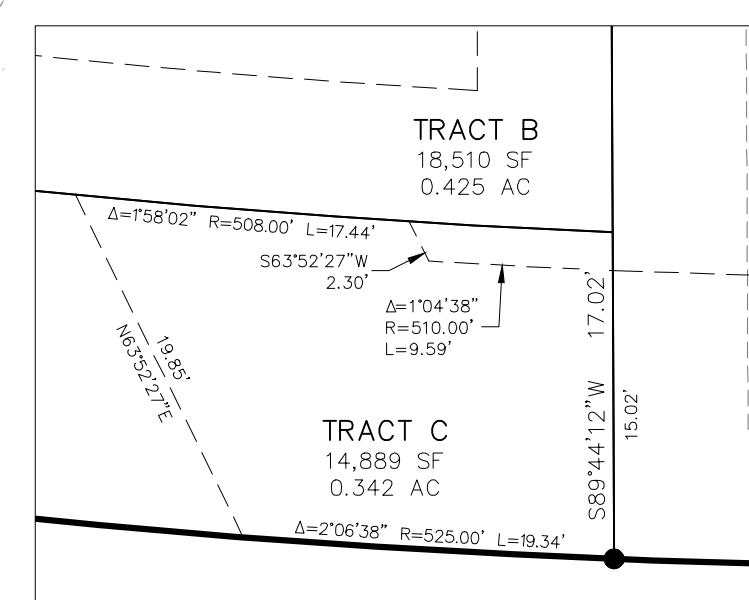 TRACT B
18,510 SF
0.425 AC
Δ=1°58'02" R=508.00' L=17.44'
S63°52'27"W
2.30'
Δ=1°04'38"
R=510.00'
L=9.59'
19.85'
N63°52'27"E
S89°44'12"W 17.02'
15.02'
TRACT C
14,889 SF
0.342 AC
Δ=2°06'38" R=525.00' L=19.34'